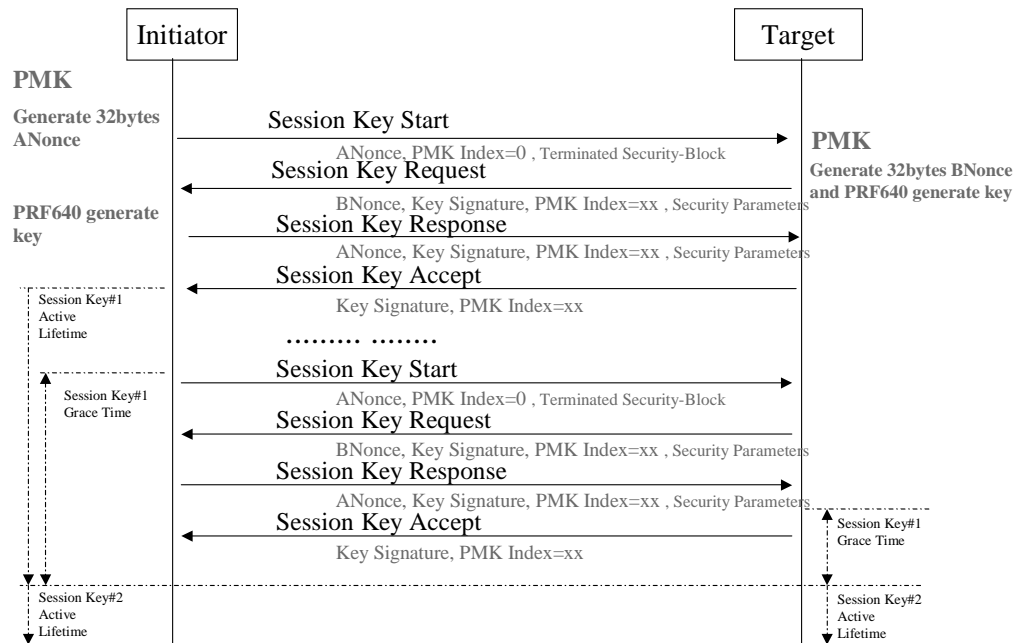 Initiator
Target
PMK
Generate 32bytes
ANonce
Session Key Start
ANonce, PMK Index=0 , Terminated Security-Block
PMK
Generate 32bytes BNonce
and PRF640 generate key
Session Key Request
BNonce, Key Signature, PMK Index=xx , Security Parameters
PRF640 generate
key
Session Key Response
ANonce, Key Signature, PMK Index=xx , Security Parameters
Session Key Accept
Key Signature, PMK Index=xx
Session Key#1
Active
Lifetime
......... ........
Session Key Start
ANonce, PMK Index=0 , Terminated Security-Block
Session Key#1
Grace Time
Session Key Request
BNonce, Key Signature, PMK Index=xx , Security Parameters
Session Key Response
ANonce, Key Signature, PMK Index=xx , Security Parameters
Session Key Accept
Key Signature, PMK Index=xx
Session Key#1
Grace Time
Session Key#2
Active
Lifetime
Session Key#2
Active
Lifetime